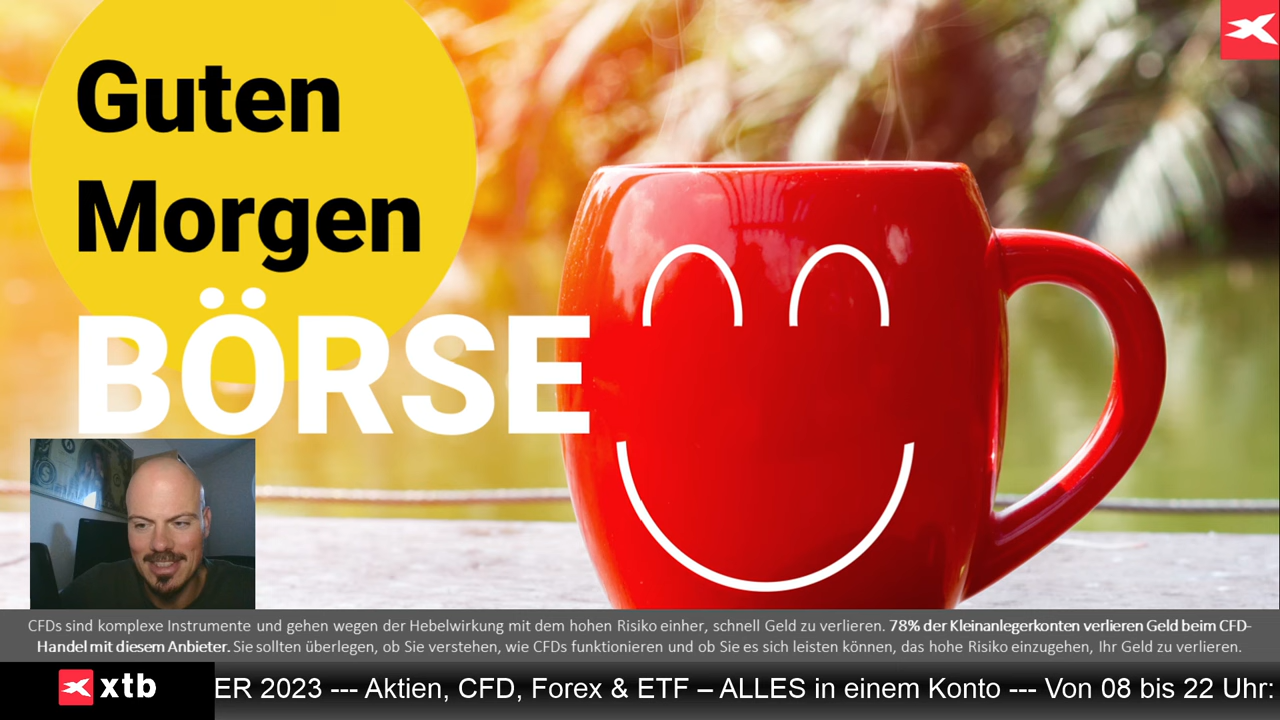 Guten
Morgen
BÖRSE
CFDs sind komplexe Instrumente und gehen wegen der Hebelwirkung mit dem hohen Risiko einher, schnell Geld zu verlieren. 78% der Kleinanlegerkonten verlieren Geld beim CFD-
Handel mit diesem Anbieter. Sie sollten überlegen, ob Sie verstehen, wie CFDs funktionieren und ob Sie es sich leisten können, das hohe Risiko einzugehen, Ihr Geld zu verlieren.
xtb ER 2023 --- Aktien, CFD, Forex & ETF – ALLES in einem Konto --- Von 08 bis 22 Uhr: